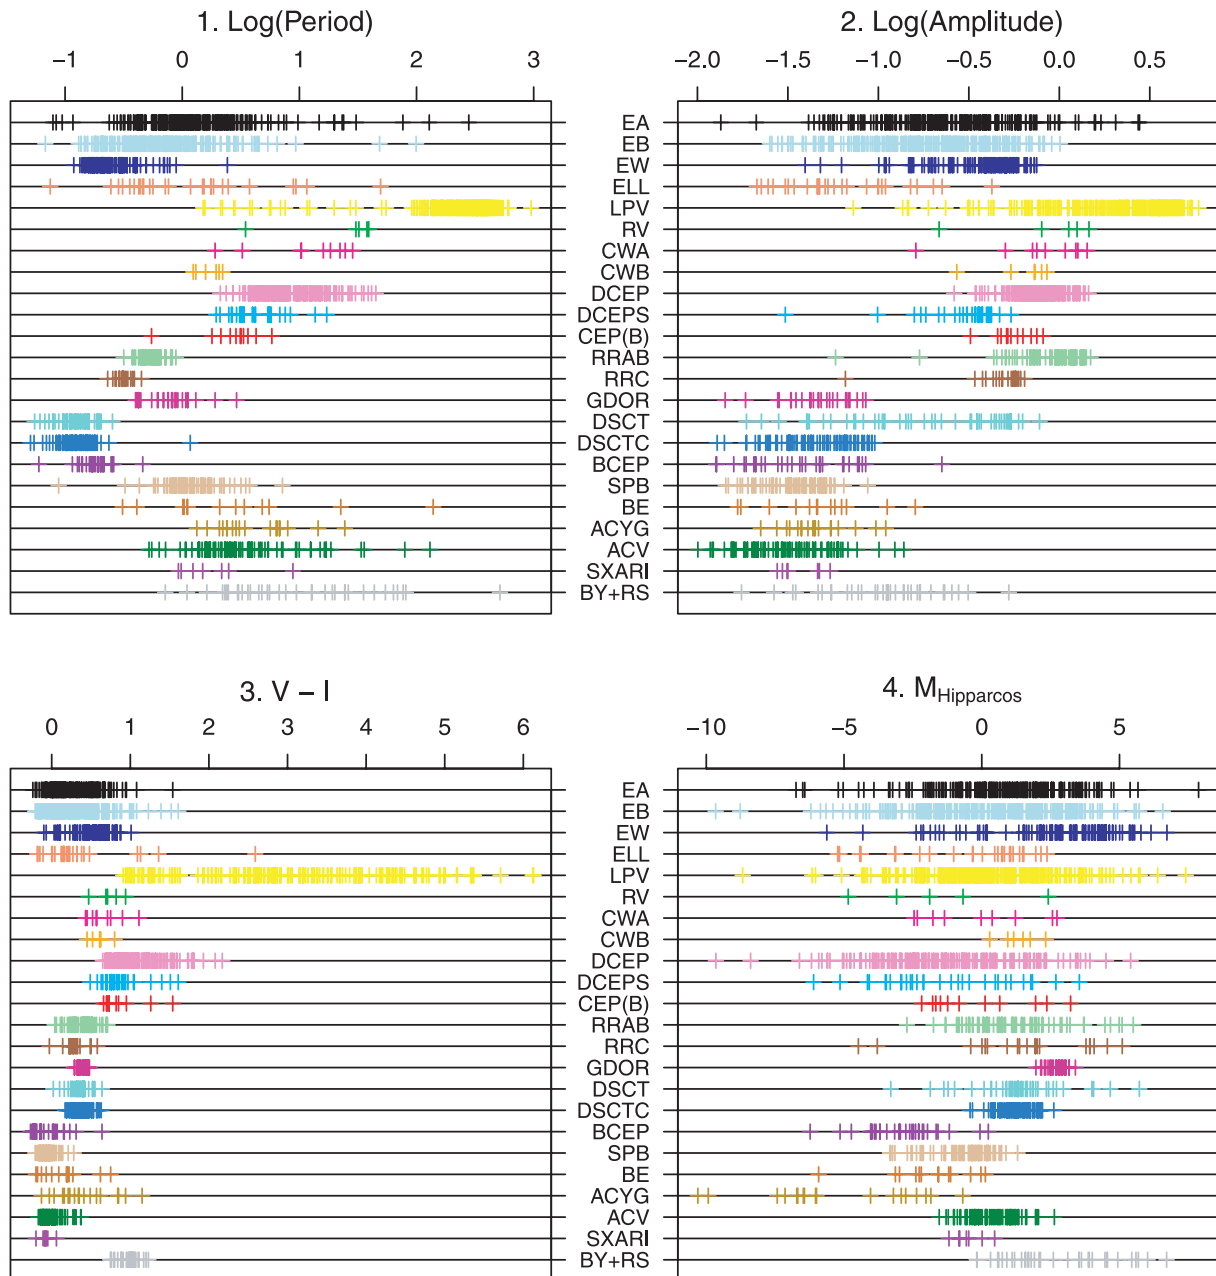 1. Log(Period)
2. Log(Amplitude)
−1 0 1 2 3
−2.0 −1.5 −1.0 −0.5 0.0 0.5
EA
EB
EW
ELL
LPV
RV
CWA
CWB
DCEP
DCEPS
CEP(B)
RRAB
RRC
GDOR
DSCT
DSCTC
BCEP
SPB
BE
ACYG
ACV
SXARI
BY+RS
3. V − I
4. MHipparcos
0 1 2 3 4 5 6
−10 −5 0 5
EA
EB
EW
ELL
LPV
RV
CWA
CWB
DCEP
DCEPS
CEP(B)
RRAB
RRC
GDOR
DSCT
DSCTC
BCEP
SPB
BE
ACYG
ACV
SXARI
BY+RS